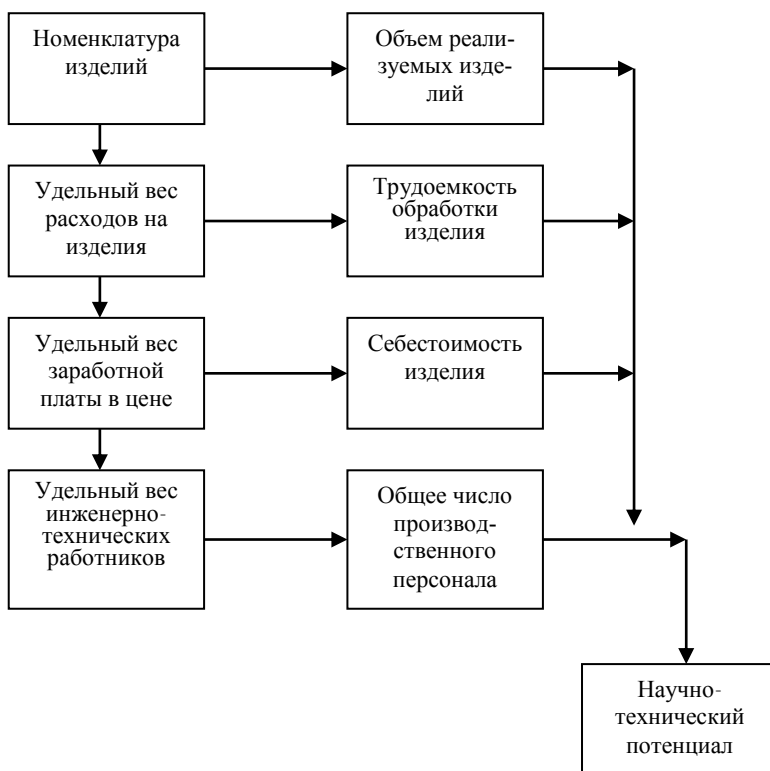 Номенклатура
изделий
Объем реали-
зуемых изде-
лий
Удельный вес
расходов на
изделия
Трудоемкость
обработки
изделия
Удельный вес
заработной
платы в цене
Себестоимость
изделия
Удельный вес
инженерно-
технических
работников
Общее число
производ-
ственного
персонала
Научно-
технический
потенциал